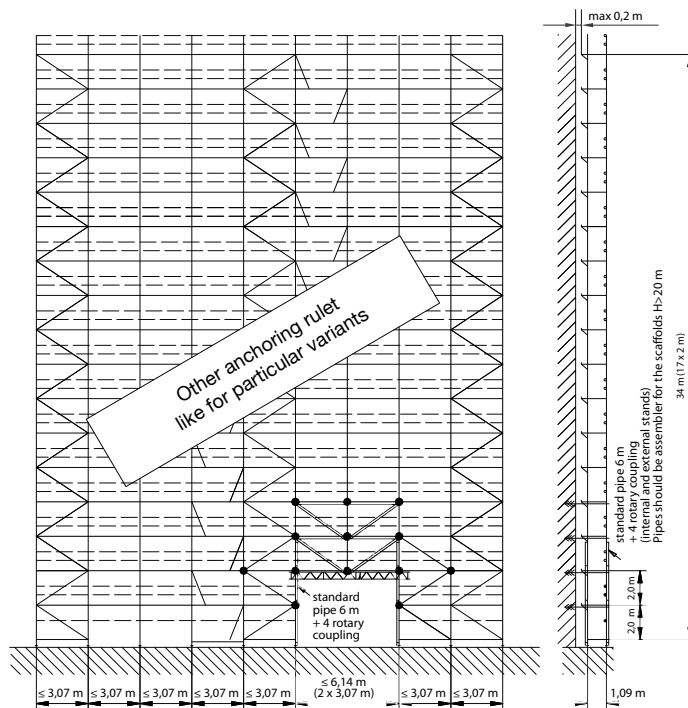 max 0,2 m
Other anchoring rulet
like for particular variants
standard pipe 6 m
+ 4 rotary coupling
(internal and external stands)
Pipes should be assembler for the scaffolds H>20 m
34 m (17 x 2 m)
standard
pipe 6 m
+ 4 rotary
coupling
2,0 m
2,0 m
≤ 3,07 m
≤ 3,07 m
≤ 3,07 m
≤ 3,07 m
≤ 3,07 m
≤ 6,14 m
(2 x 3,07 m)
≤ 3,07 m
≤ 3,07 m
1,09 m